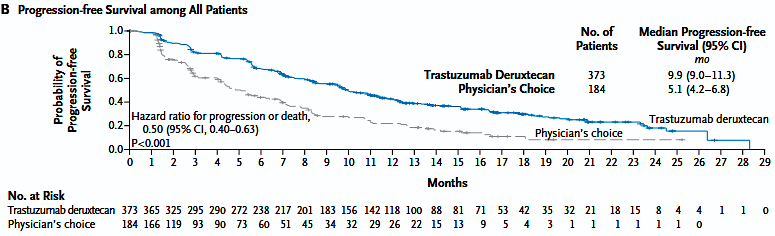 B Progression-free Survival among All Patients
No. of Patients
Median Progression-free Survival (95% CI)
mo
Trastuzumab Deruxtecan 373 9.9 (9.0–11.3)
Physician's Choice 184 5.1 (4.2–6.8)
Probability of Progression-free Survival
1.0
0.8
0.6
0.4
0.2
0.0
Hazard ratio for progression or death,
0.50 (95% CI, 0.40–0.63)
P<0.001
Trastuzumab deruxtecan
Physician's choice
0 1 2 3 4 5 6 7 8 9 10 11 12 13 14 15 16 17 18 19 20 21 22 23 24 25 26 27 28 29
Months
No. at Risk
Trastuzumab deruxtecan 373 365 325 295 290 272 238 217 201 183 156 142 118 100 88 81 71 53 42 35 32 21 18 15 8 4 4 1 1 0
Physician's choice 184 166 119 93 90 73 60 51 45 34 32 29 26 22 15 13 9 5 4 3 1 1 1 1 1 1 0